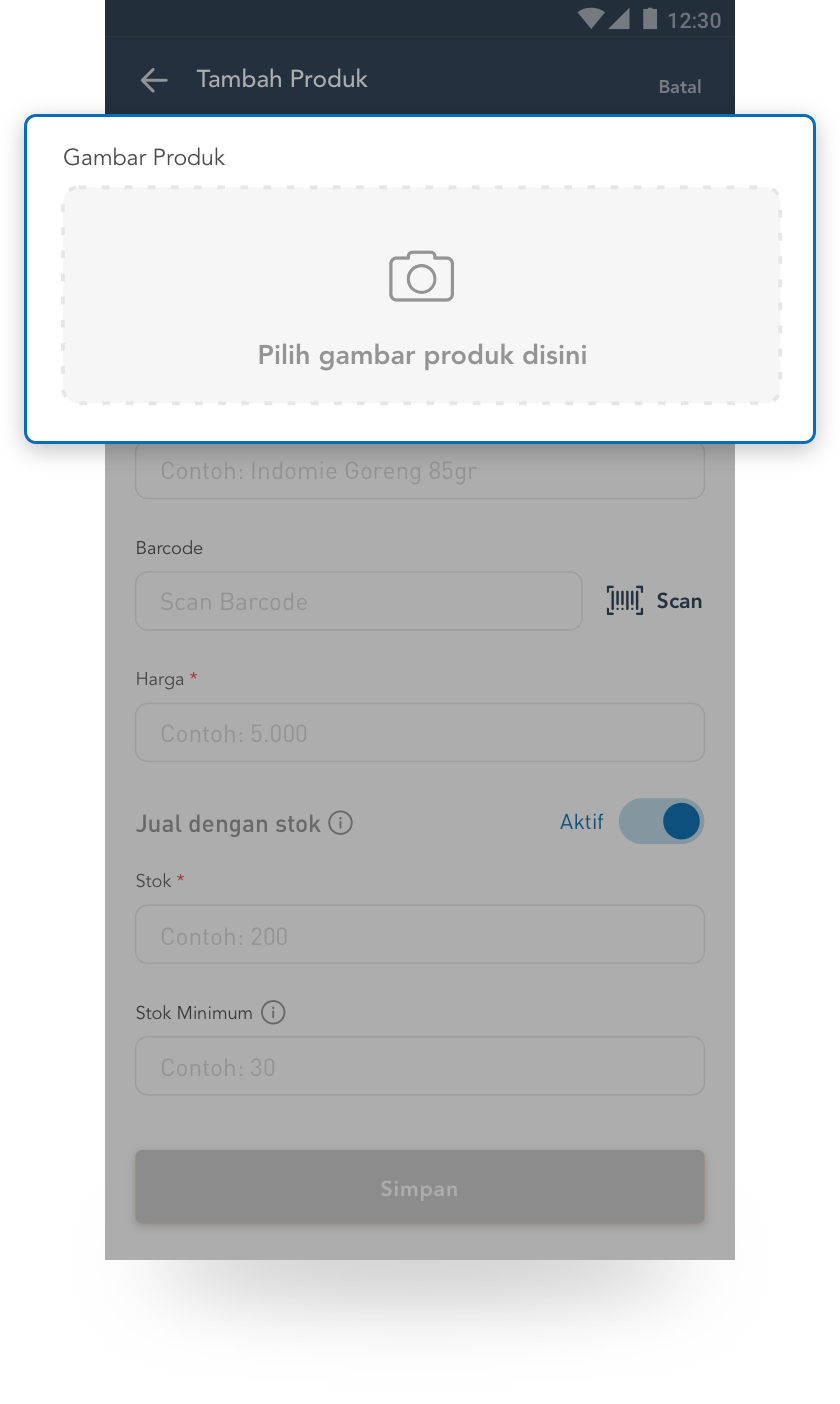 12:30
Tambah Produk
Batal
Gambar Produk
Pilih gambar produk disini
Contoh: Indomie Goreng 85gr
Barcode
Scan Barcode
Scan
Harga *
Contoh: 5.000
Jual dengan stok
Aktif
Stok *
Contoh: 200
Stok Minimum
Contoh: 30
Simpan